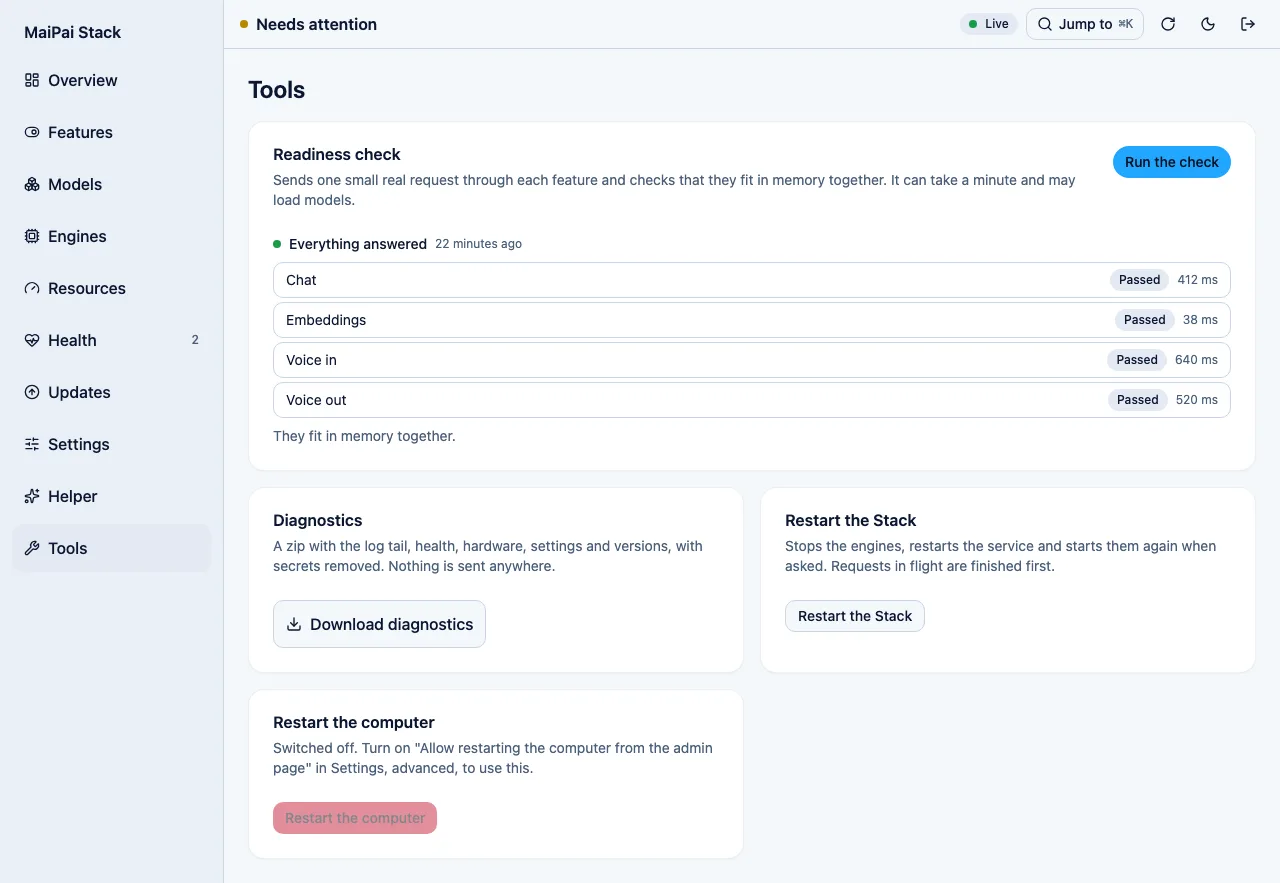 MaiPai Stack
Overview
Features
Models
Engines
Resources
Health 2
Updates
Settings
Helper
Tools
Needs attention
Live
Jump to ⌘K
Tools
Readiness check
Run the check
Sends one small real request through each feature and checks that they fit in memory together. It can take a minute and may
load models.
Everything answered 22 minutes ago
Chat Passed 412 ms
Embeddings Passed 38 ms
Voice in Passed 640 ms
Voice out Passed 520 ms
They fit in memory together.
Diagnostics
A zip with the log tail, health, hardware, settings and versions, with
secrets removed. Nothing is sent anywhere.
Download diagnostics
Restart the Stack
Stops the engines, restarts the service and starts them again when
asked. Requests in flight are finished first.
Restart the Stack
Restart the computer
Switched off. Turn on "Allow restarting the computer from the admin
page" in Settings, advanced, to use this.
Restart the computer